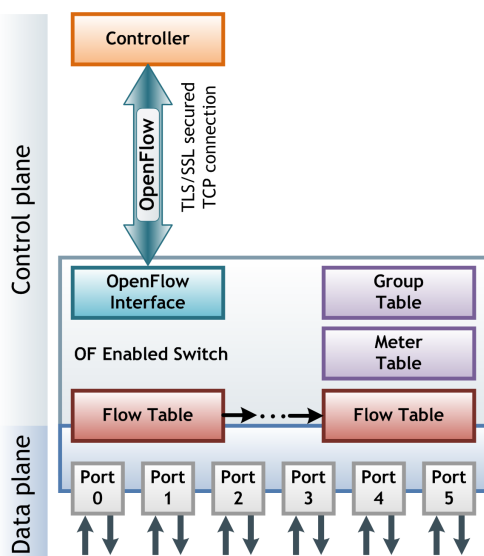 Controller
Control plane
OpenFlow
TLS/SSL secured
TCP connection
OpenFlow
Interface
Group
Table
OF Enabled Switch
Meter
Table
Flow Table
...
Flow Table
Data plane
Port
0
Port
1
Port
2
Port
3
Port
4
Port
5